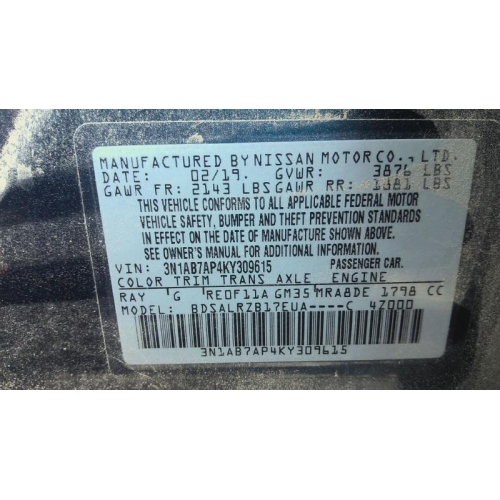 MANUFACTURED BY NISSAN MOTOR CO., LTD.
DATE: 02/19. GVWR: 3876 LBS
GAWR FR: 2143 LBS GAWR RR: 1881 LBS
THIS VEHICLE CONFORMS TO ALL APPLICABLE FEDERAL MOTOR
VEHICLE SAFETY, BUMPER AND THEFT PREVENTION STANDARDS
IN EFFECT ON THE DATE OF MANUFACTURE SHOWN ABOVE.
SEE OWNER'S MANUAL FOR ADDITIONAL INFORMATION.
VIN: 3N1AB7AP4KY309615 PASSENGER CAR.
COLOR TRIM TRANS AXLE ENGINE
RAY G RE0F11A GM35 MRA8DE 1798 CC
MODEL: BDSALRZB17EUA----C 4Z000
3N1AB7AP4KY309615